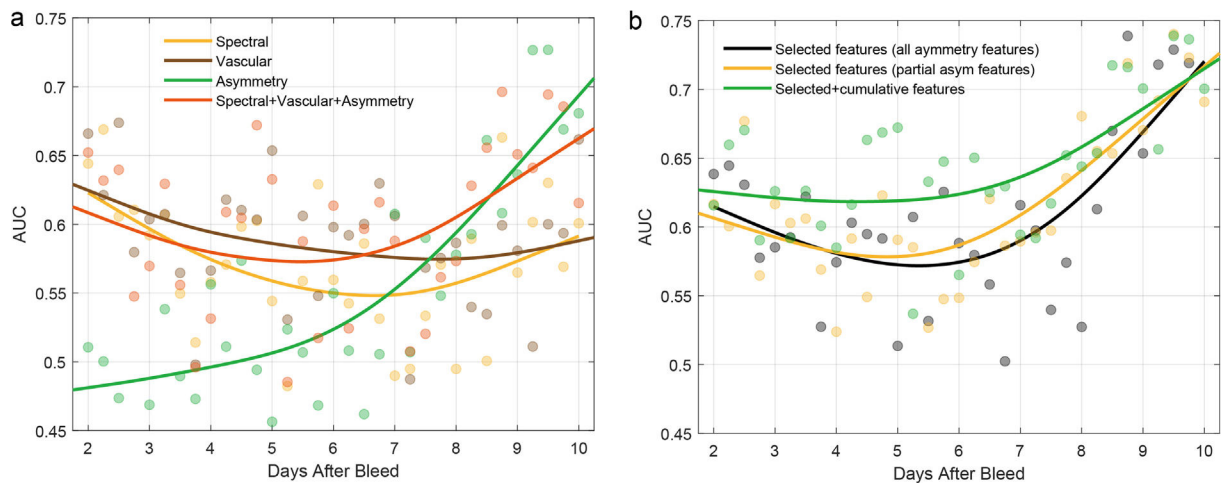 a
0.75
0.7
0.65
0.6
0.55
0.5
0.45
AUC
Spectral
Vascular
Asymmetry
Spectral+Vascular+Asymmetry
2 3 4 5 6 7 8 9 10
Days After Bleed
b
0.75
0.7
0.65
0.6
0.55
0.5
0.45
AUC
Selected features (all aymmetry features)
Selected features (partial asym features)
Selected+cumulative features
2 3 4 5 6 7 8 9 10
Days After Bleed